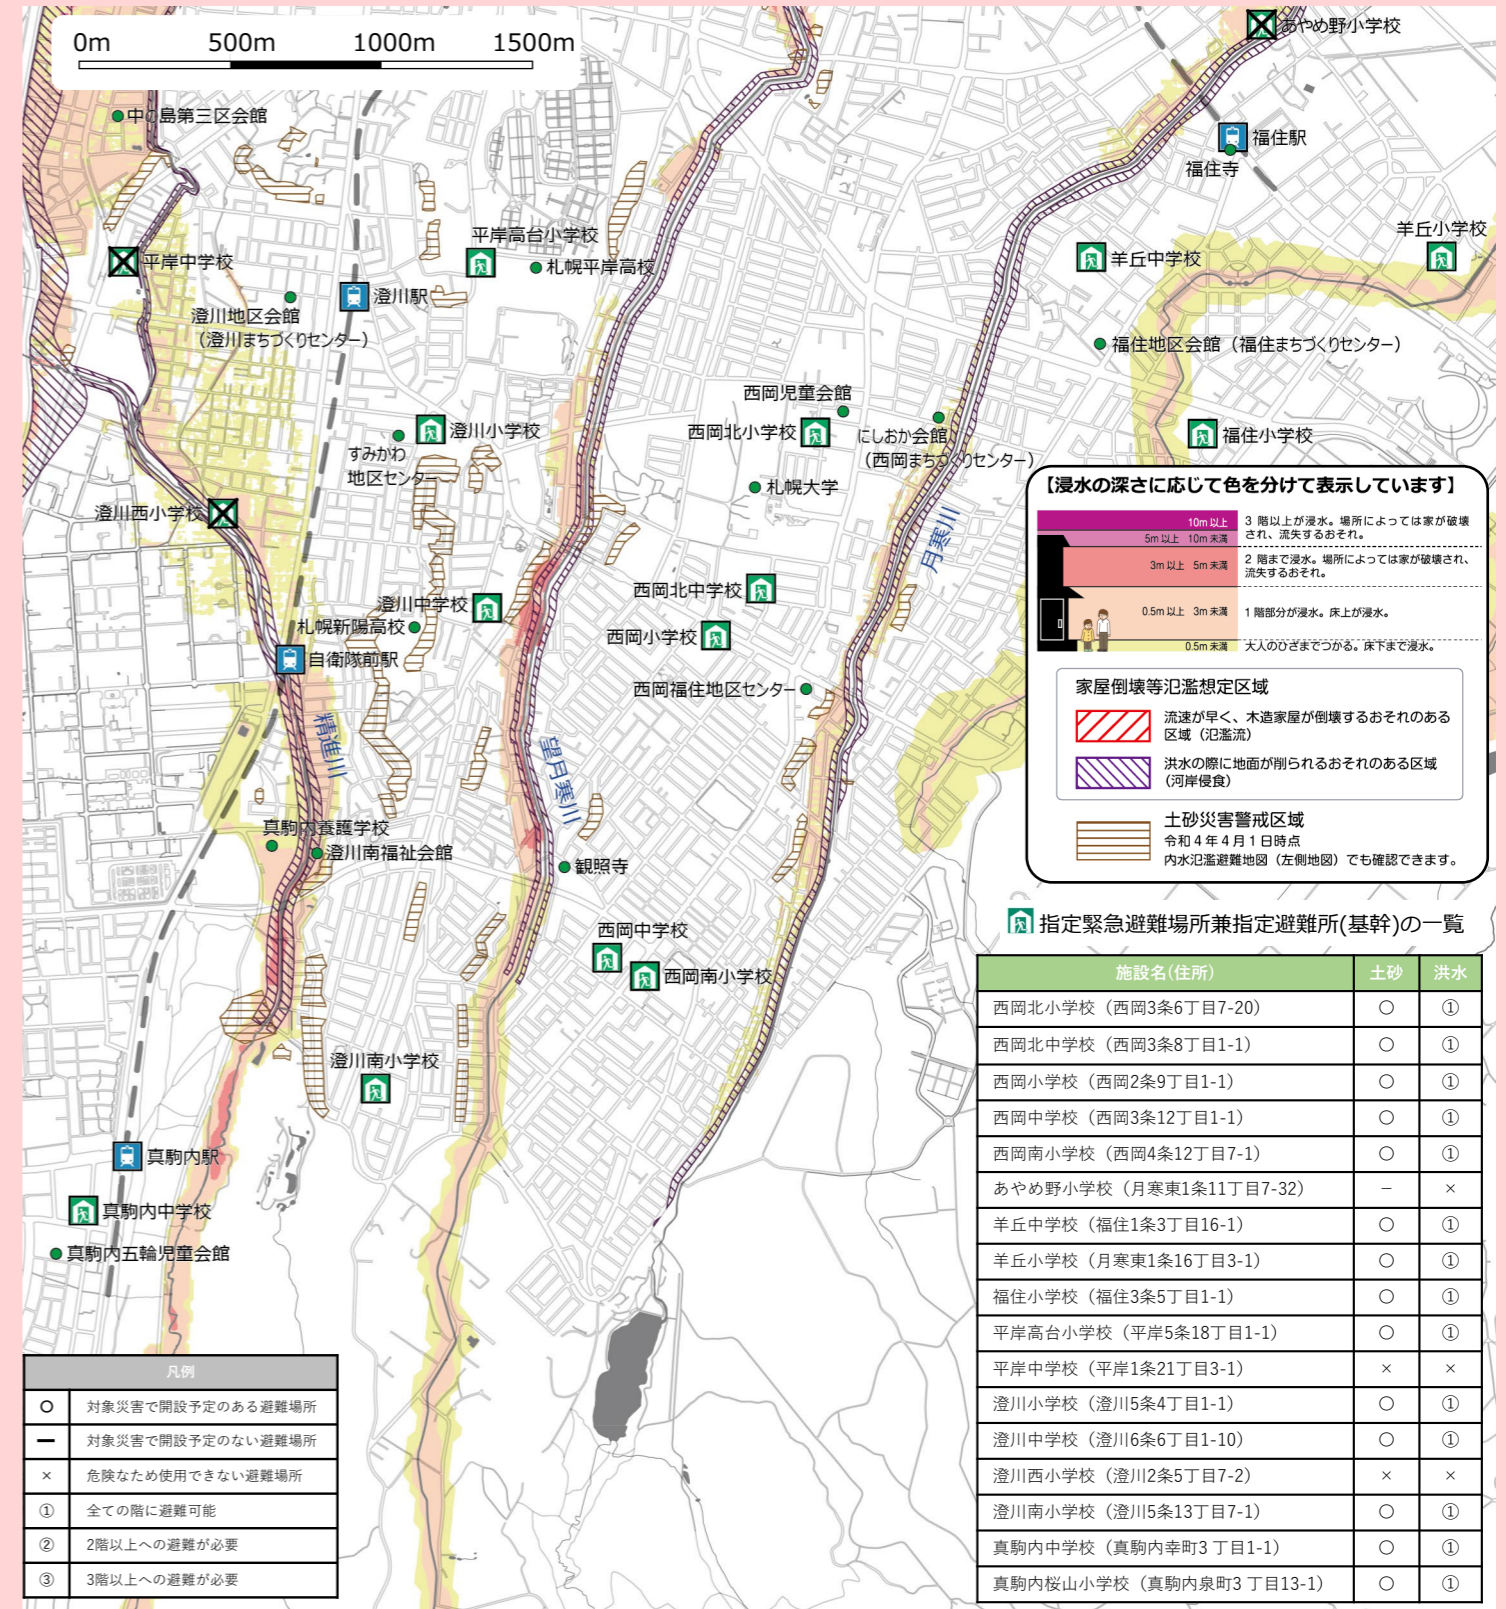 0m 500m 1000m 1500m
あやめ野小学校
中の島第三区会館
福住駅
福住寺
平岸高台小学校
羊丘小学校
平岸中学校
札幌平岸高校
羊丘中学校
澄川駅
澄川地区会館
（澄川まちづくりセンター）
福住地区会館（福住まちづくりセンター）
西岡児童会館
澄川小学校
西岡北小学校
にしおか会館
（西岡まちづくりセンター）
福住小学校
すみかわ
地区センター
札幌大学
澄川西小学校
月寒川
西岡北中学校
澄川中学校
札幌新陽高校
西岡小学校
自衛隊前駅
西岡福住地区センター
精進川
望月寒川
真駒内養護学校
澄川南福祉会館
観照寺
西岡中学校
西岡南小学校
澄川南小学校
真駒内駅
真駒内中学校
真駒内五輪児童会館
【浸水の深さに応じて色を分けて表示しています】
10m 以上
5m 以上 10m 未満
3 階以上が浸水。場所によっては家が破壊
され、流失するおそれ。
3m 以上 5m 未満
2 階まで浸水。場所によっては家が破壊され、
流失するおそれ。
0.5m 以上 3m 未満
1 階部分が浸水。床上が浸水。
0.5m 未満
大人のひざまでつかる。床下まで浸水。
家屋倒壊等氾濫想定区域
流速が早く、木造家屋が倒壊するおそれのある
区域（氾濫流）
洪水の際に地面が削られるおそれのある区域
（河岸侵食）
土砂災害警戒区域
令和４年４月１日時点
内水氾濫避難地図（左側地図）でも確認できます。
指定緊急避難場所兼指定避難所(基幹)の一覧
施設名(住所) 土砂 洪水
西岡北小学校（西岡3条6丁目7-20） ○ ①
西岡北中学校（西岡3条8丁目1-1） ○ ①
西岡小学校（西岡2条9丁目1-1） ○ ①
西岡中学校（西岡3条12丁目1-1） ○ ①
西岡南小学校（西岡4条12丁目7-1） ○ ①
あやめ野小学校（月寒東1条11丁目7-32） − ×
羊丘中学校（福住1条3丁目16-1） ○ ①
羊丘小学校（月寒東1条16丁目3-1） ○ ①
福住小学校（福住3条5丁目1-1） ○ ①
平岸高台小学校（平岸5条18丁目1-1） ○ ①
平岸中学校（平岸1条21丁目3-1） × ×
澄川小学校（澄川5条4丁目1-1） ○ ①
澄川中学校（澄川6条6丁目1-10） ○ ①
澄川西小学校（澄川2条5丁目7-2） × ×
澄川南小学校（澄川5条13丁目7-1） ○ ①
真駒内中学校（真駒内幸町3 丁目1-1） ○ ①
真駒内桜山小学校（真駒内泉町3 丁目13-1） ○ ①
凡例
○ 対象災害で開設予定のある避難場所
ー 対象災害で開設予定のない避難場所
× 危険なため使用できない避難場所
① 全ての階に避難可能
② 2階以上への避難が必要
③ 3階以上への避難が必要